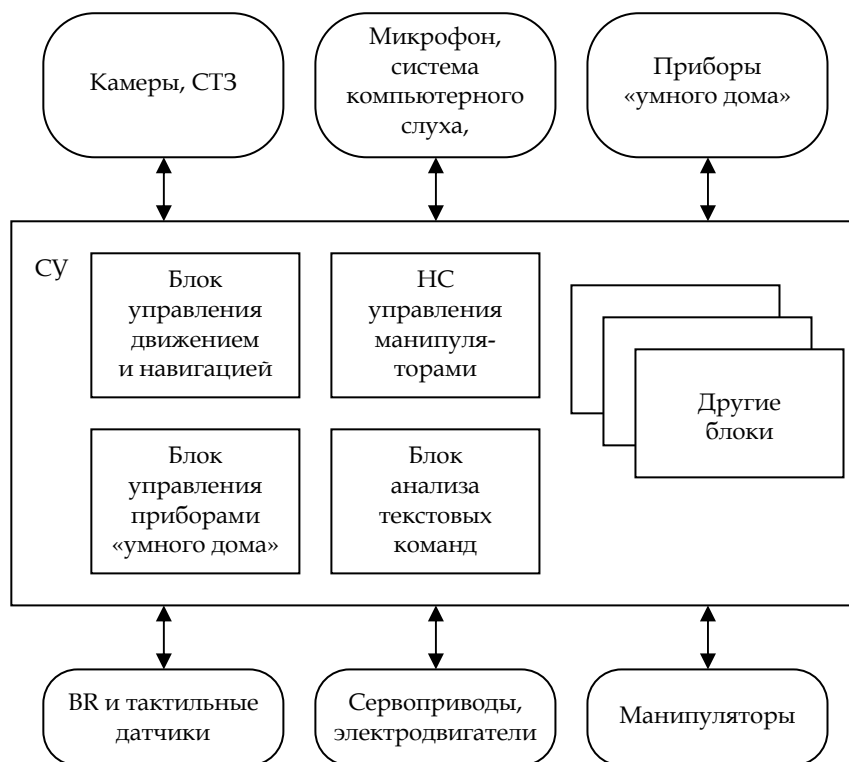 Камеры, СТЗ
Микрофон,
система
компьютерного
слуха,
Приборы
«умного дома»
СУ
Блок
управления
движением
и навигацией
НС
управления
манипуля-
торами
Другие
блоки
Блок
управления
приборами
«умного дома»
Блок
анализа
текстовых
команд
BR и тактильные
датчики
Сервоприводы,
электродвигатели
Манипуляторы